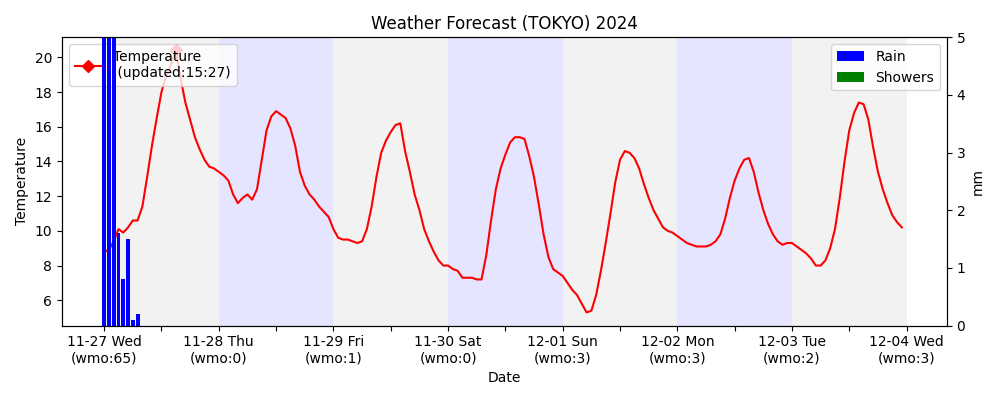 Weather Forecast (TOKYO) 2024
Temperature
(updated:15:27)
Rain
Showers
Temperature
20
18
16
14
12
10
8
6
5
4
3
2
1
0
mm
11-27 Wed
(wmo:65)
11-28 Thu
(wmo:0)
11-29 Fri
(wmo:1)
11-30 Sat
(wmo:0)
12-01 Sun
(wmo:3)
12-02 Mon
(wmo:3)
12-03 Tue
(wmo:2)
12-04 Wed
(wmo:3)
Date